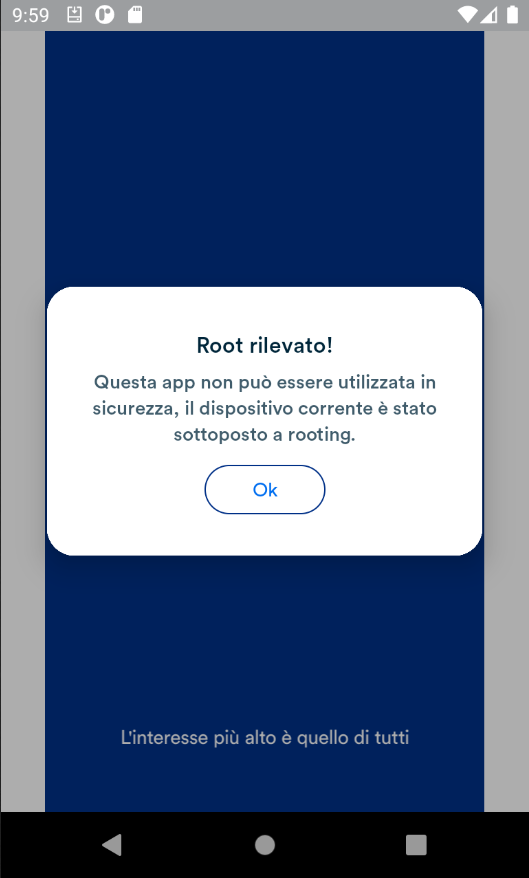 9:59
Root rilevato!
Questa app non può essere utilizzata in
sicurezza, il dispositivo corrente è stato
sottoposto a rooting.
Ok
L'interesse più alto è quello di tutti